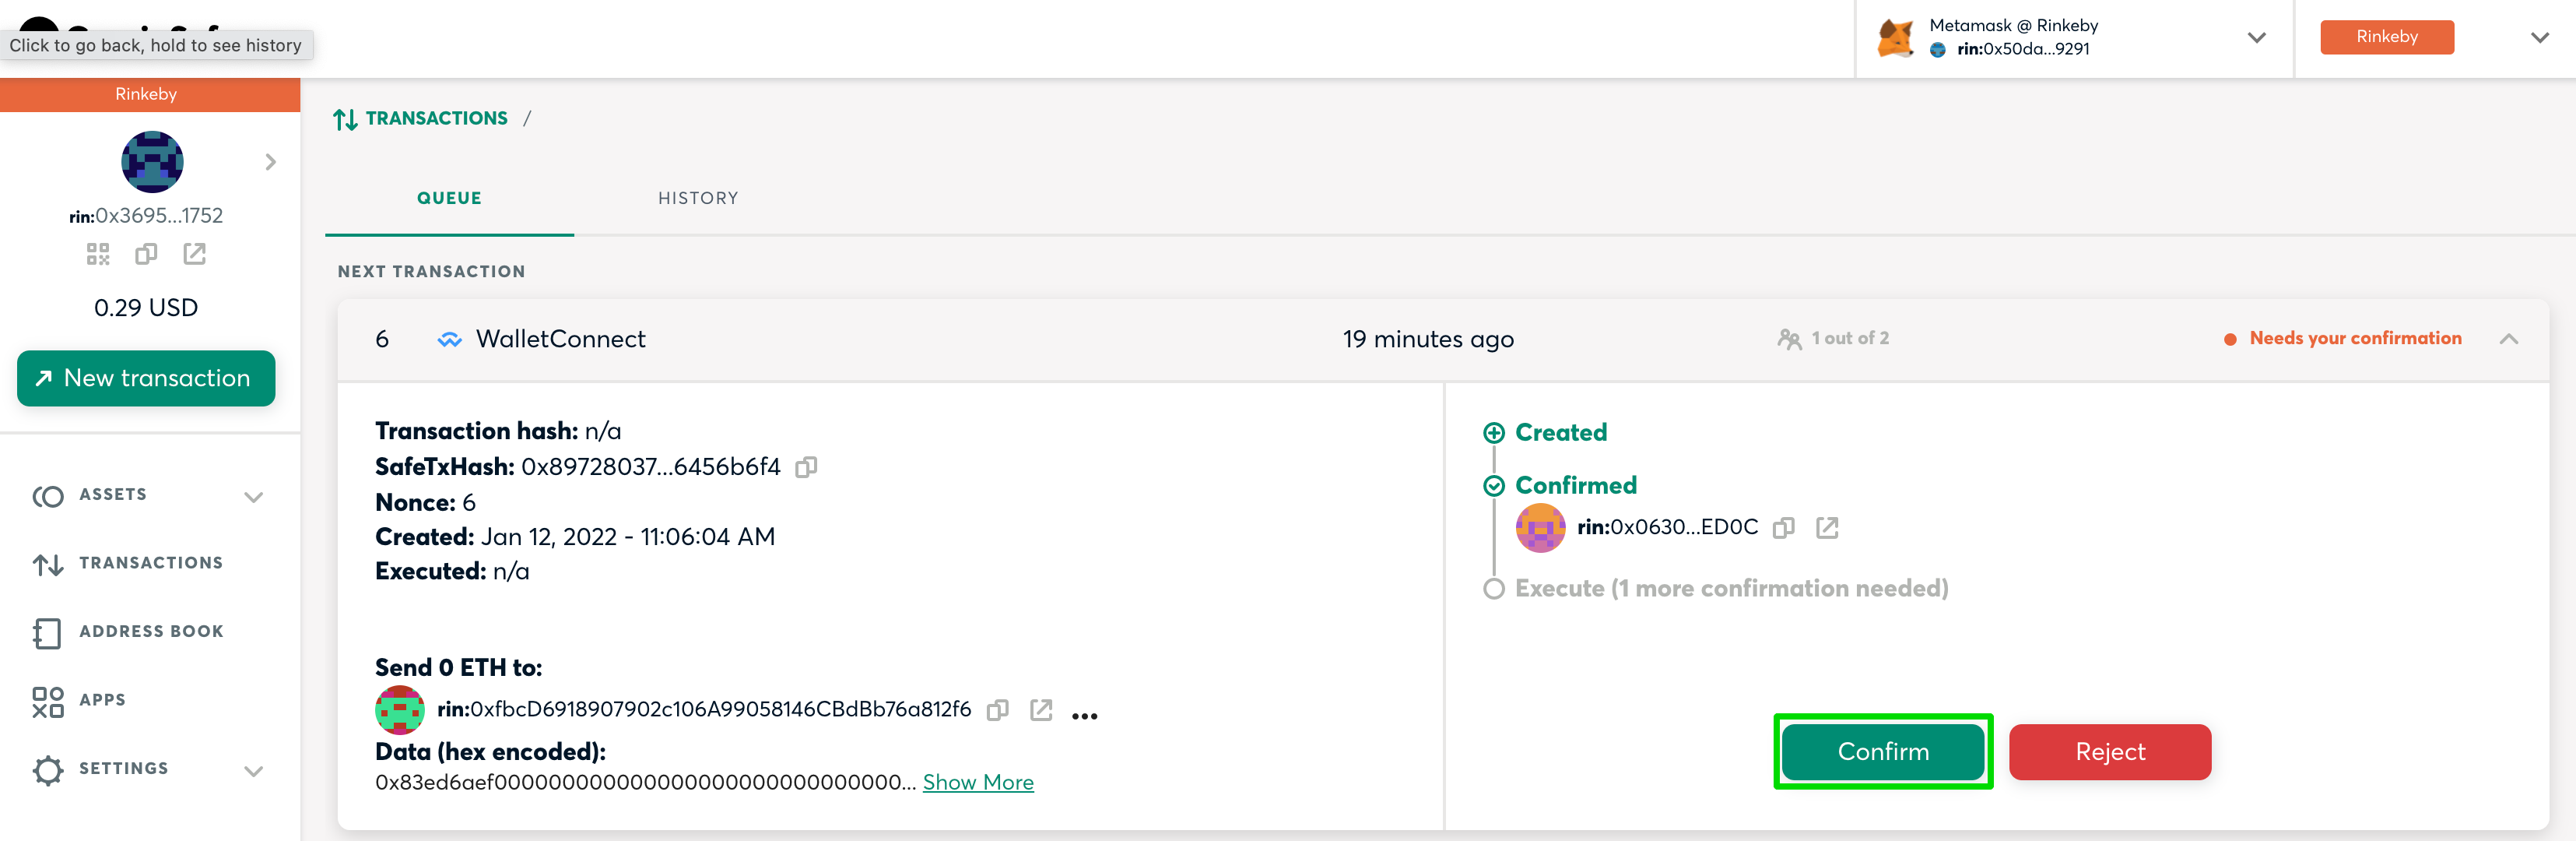 Click to go back, hold to see history
Metamask @ Rinkeby
rin:0x50da...9291
Rinkeby
Rinkeby
rin:0x3695...1752
0.29 USD
New transaction
ASSETS
TRANSACTIONS
ADDRESS BOOK
APPS
SETTINGS
TRANSACTIONS /
QUEUE
HISTORY
NEXT TRANSACTION
6
WalletConnect
19 minutes ago
1 out of 2
Needs your confirmation
Transaction hash: n/a
SafeTxHash: 0x89728037...6456b6f4
Nonce: 6
Created: Jan 12, 2022 - 11:06:04 AM
Executed: n/a
Send 0 ETH to:
rin:0xfbcD6918907902c106A99058146CBdBb76a812f6
Data (hex encoded):
0x83ed6aef00000000000000000000000000000... Show More
Created
Confirmed
rin:0x0630...ED0C
Execute (1 more confirmation needed)
Confirm
Reject